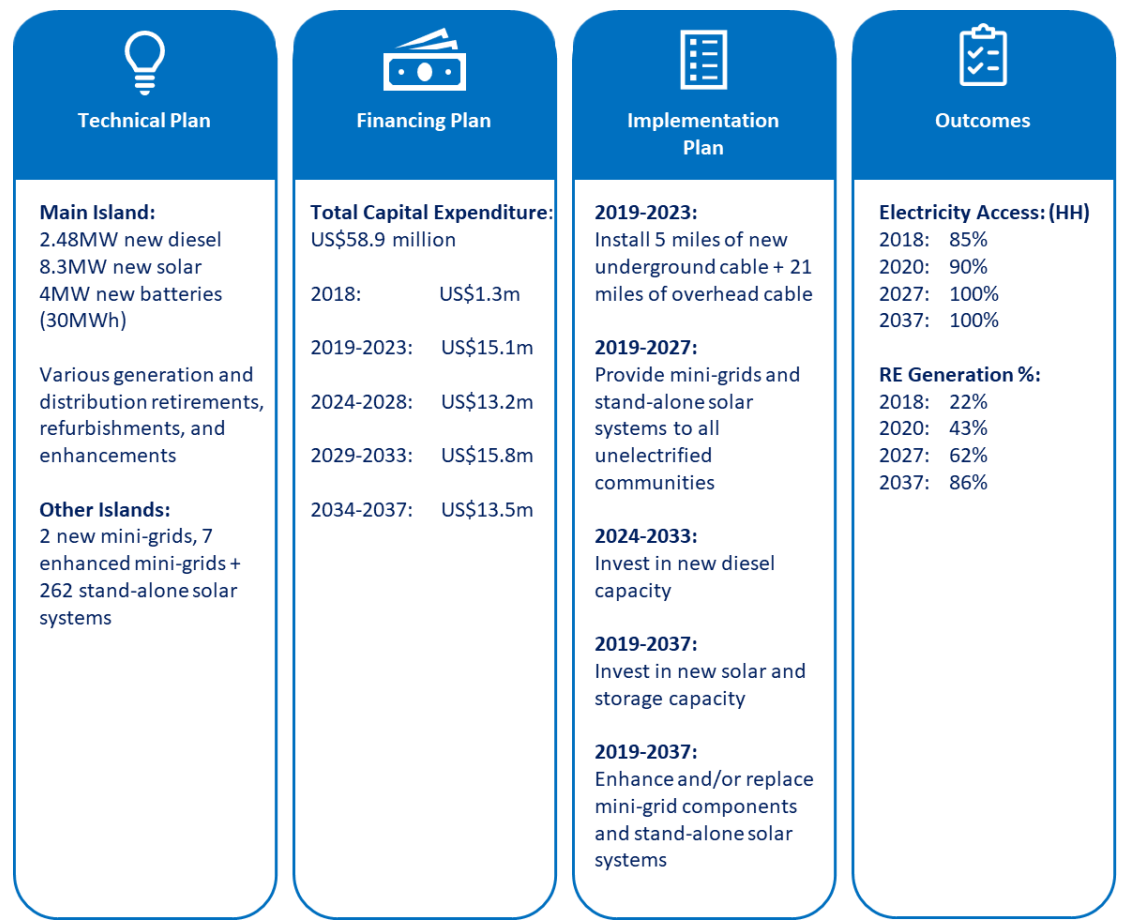 Technical Plan
Main Island:
2.48MW new diesel
8.3MW new solar
4MW new batteries
(30MWh)
Various generation and
distribution retirements,
refurbishments, and
enhancements
Other Islands:
2 new mini-grids, 7
enhanced mini-grids +
262 stand-alone solar
systems
Financing Plan
Total Capital Expenditure:
US$58.9 million
2018: US$1.3m
2019-2023: US$15.1m
2024-2028: US$13.2m
2029-2033: US$15.8m
2034-2037: US$13.5m
Implementation
Plan
2019-2023:
Install 5 miles of new
underground cable + 21
miles of overhead cable
2019-2027:
Provide mini-grids and
stand-alone solar
systems to all
unelectrified
communities
2024-2033:
Invest in new diesel
capacity
2019-2037:
Invest in new solar and
storage capacity
2019-2037:
Enhance and/or replace
mini-grid components
and stand-alone solar
systems
Outcomes
Electricity Access: (HH)
2018: 85%
2020: 90%
2027: 100%
2037: 100%
RE Generation %:
2018: 22%
2020: 43%
2027: 62%
2037: 86%